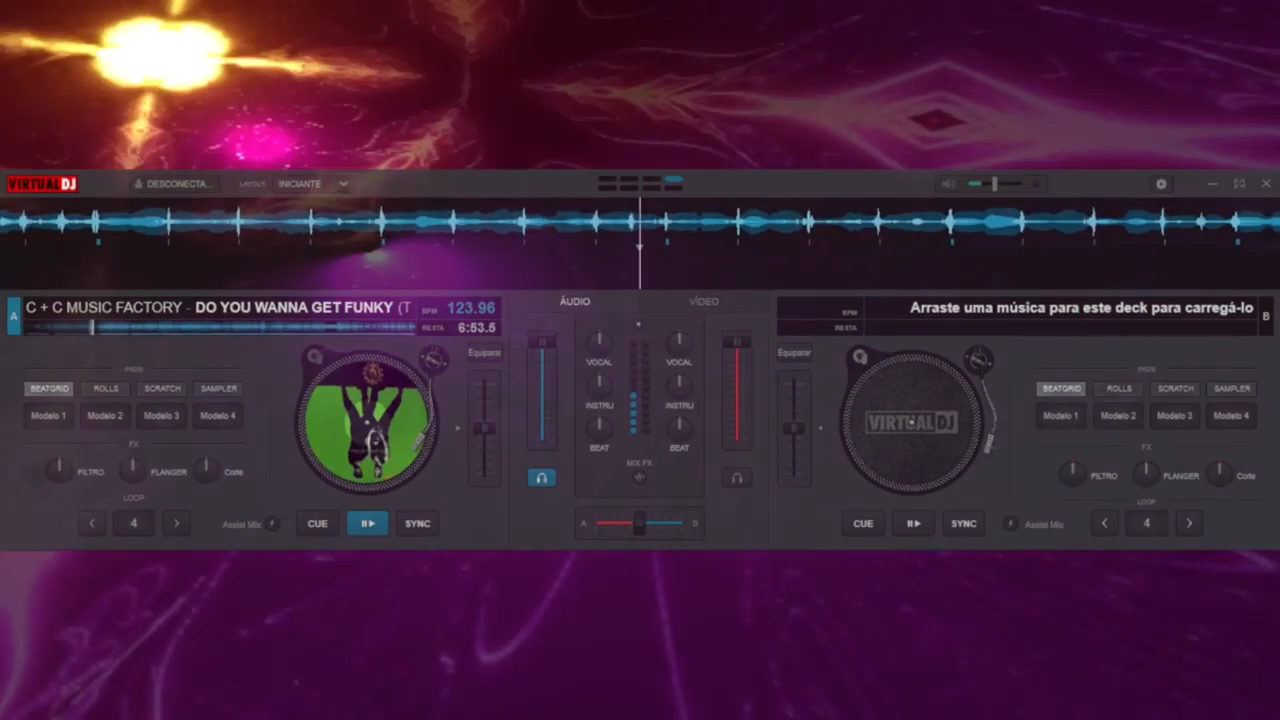 VIRTUAL DJ DESCONECTA... LAYOUT INICIANTE
A C + C MUSIC FACTORY - DO YOU WANNA GET FUNKY (T BPM 123.96
RESTA 6:53.5
ÁUDIO VÍDEO
BPM Arraste uma música para este deck para carregá-lo B
RESTA
Equiparar Equiparar
VOCAL VOCAL
PADS PADS
BEATGRID ROLLS SCRATCH SAMPLER BEATGRID ROLLS SCRATCH SAMPLER
INSTRU INSTRU
Modelo 1 Modelo 2 Modelo 3 Modelo 4 VIRTUAL DJ Modelo 1 Modelo 2 Modelo 3 Modelo 4
FX BEAT BEAT FX
MIX FX
FILTRO FLANGER Corte FILTRO FLANGER Corte
LOOP LOOP
4 Assist Mix CUE SYNC A B CUE SYNC Assist Mix 4